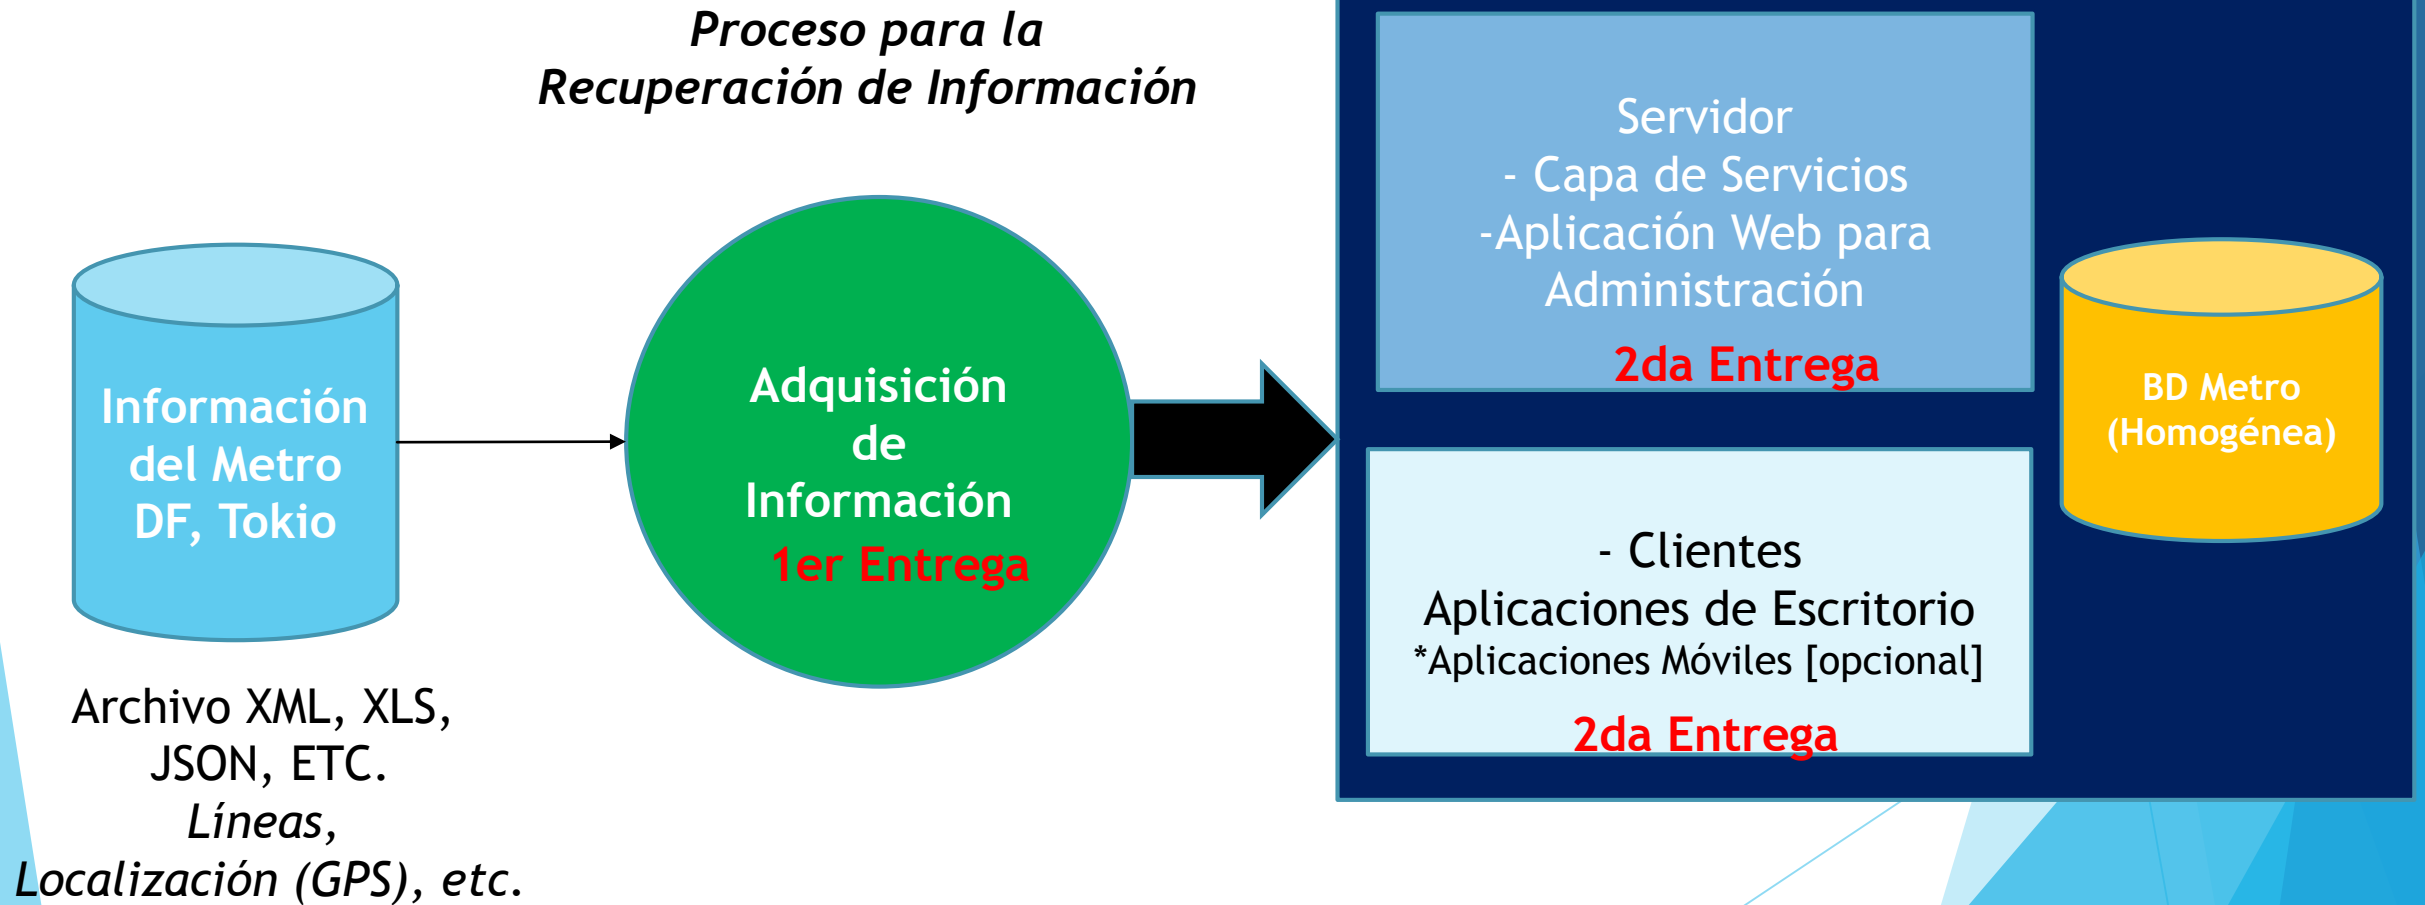 Proceso para la
Recuperación de Información
Información
del Metro
DF, Tokio
Archivo XML, XLS,
JSON, ETC.
Líneas,
Localización (GPS), etc.
Adquisición
de
Información
1er Entrega
Servidor
- Capa de Servicios
-Aplicación Web para
Administración
2da Entrega
- Clientes
Aplicaciones de Escritorio
*Aplicaciones Móviles [opcional]
2da Entrega
BD Metro
(Homogénea)